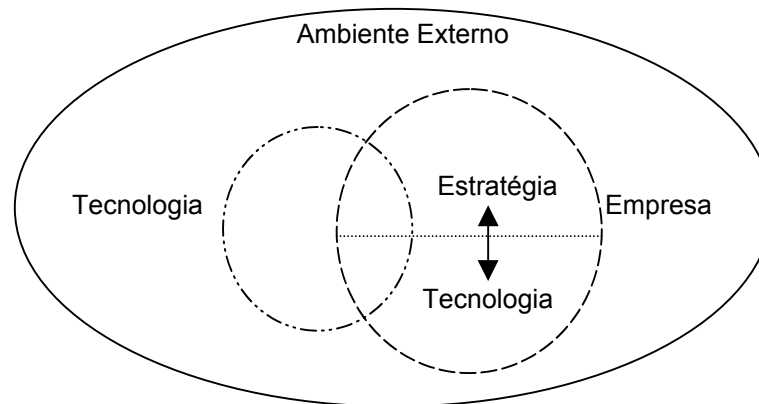 Ambiente Externo
Estratégia
Tecnologia
Empresa
Tecnologia